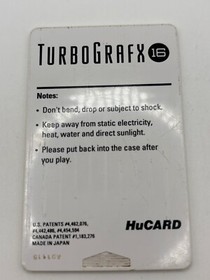 TURBOGRAFX 16
Notes:
• Don't bend, drop or subject to shock.
• Keep away from static electricity,
heat, water and direct sunlight.
• Please put back into the case after
you play.
U.S. PATENTS #4,462,076,
#4,442,486, #4,454,594
CANADA PATENT #1,183,276
MADE IN JAPAN
HuCARD